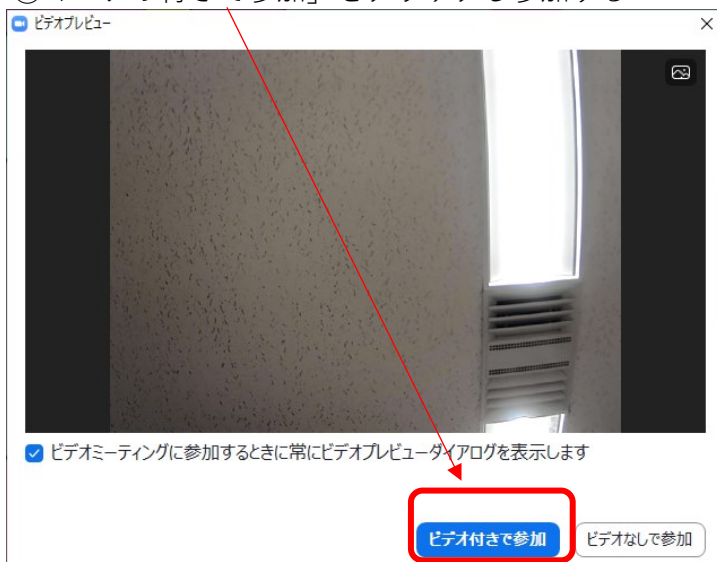 ビデオプレビュー
ビデオミーティングに参加するときに常にビデオプレビューダイアログを表示します
ビデオ付きで参加
ビデオなしで参加